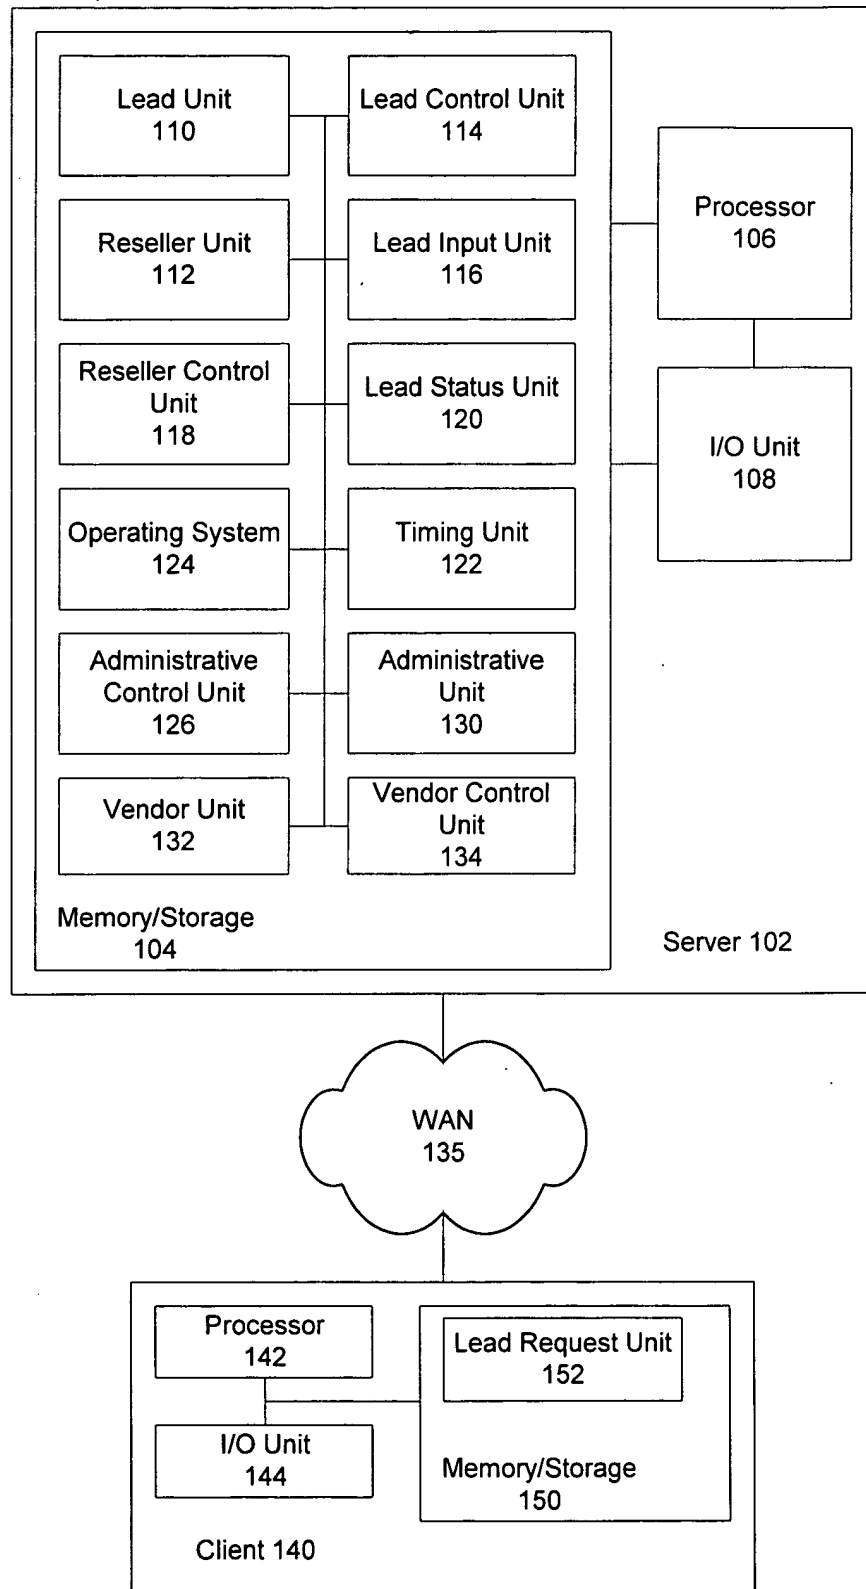 Lead Unit
110
Lead Control Unit
114
Reseller Unit
112
Lead Input Unit
116
Reseller Control
Unit
118
Lead Status Unit
120
Operating System
124
Timing Unit
122
Administrative
Control Unit
126
Administrative
Unit
130
Vendor Unit
132
Vendor Control
Unit
134
Memory/Storage
104
Processor
106
I/O Unit
108
Server 102
WAN
135
Processor
142
I/O Unit
144
Lead Request Unit
152
Memory/Storage
150
Client 140